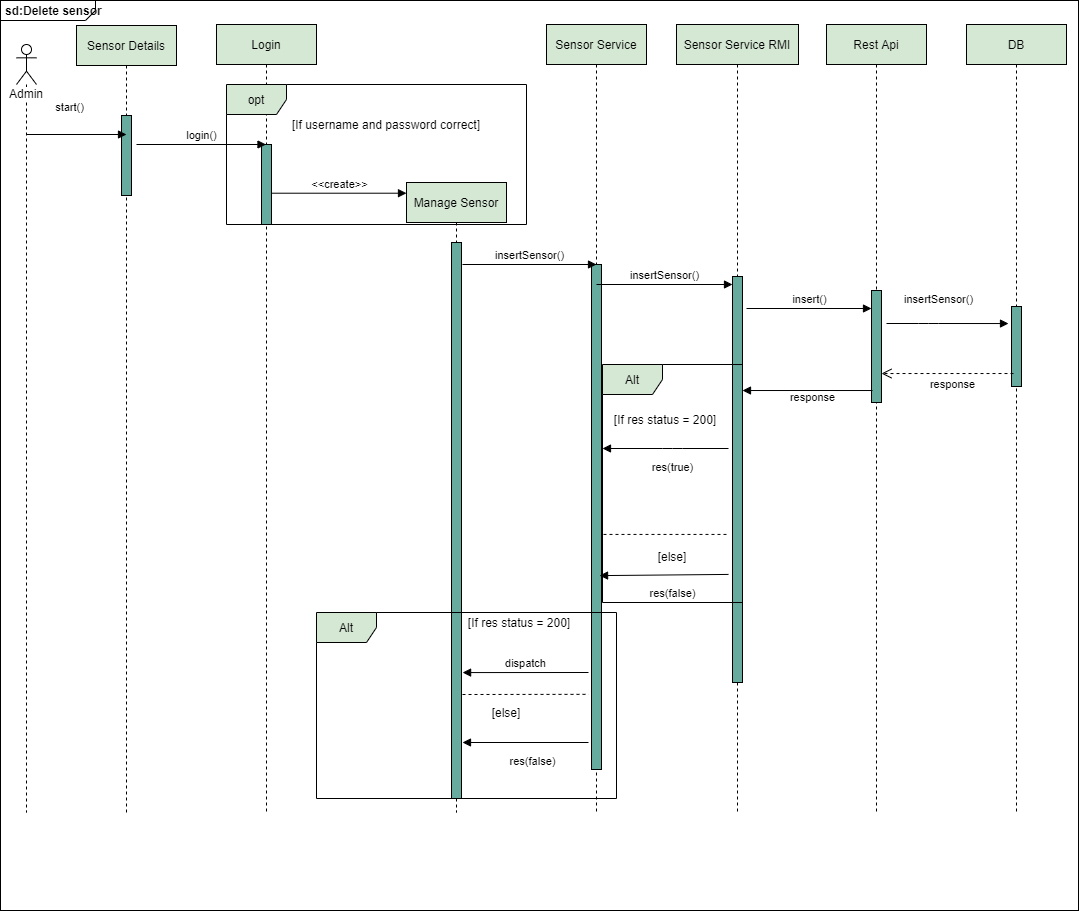 sd:Delete sensor
Admin
Sensor Details
Login
Sensor Service
Sensor Service RMI
Rest Api
DB
start()
login()
opt
[If username and password correct]
<<create>>
Manage Sensor
insertSensor()
insertSensor()
insert()
insertSensor()
response
response
Alt
[If res status = 200]
res(true)
[else]
res(false)
Alt
[If res status = 200]
dispatch
[else]
res(false)